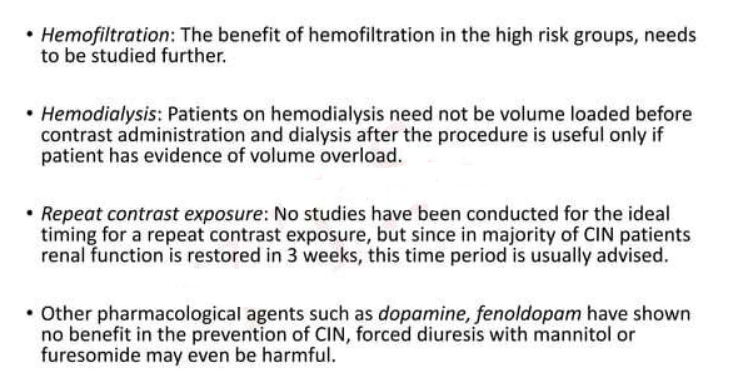 • Hemofiltration: The benefit of hemofiltration in the high risk groups, needs
to be studied further.
• Hemodialysis: Patients on hemodialysis need not be volume loaded before
contrast administration and dialysis after the procedure is useful only if
patient has evidence of volume overload.
• Repeat contrast exposure: No studies have been conducted for the ideal
timing for a repeat contrast exposure, but since in majority of CIN patients
renal function is restored in 3 weeks, this time period is usually advised.
• Other pharmacological agents such as dopamine, fenoldopam have shown
no benefit in the prevention of CIN, forced diuresis with mannitol or
furesomide may even be harmful.